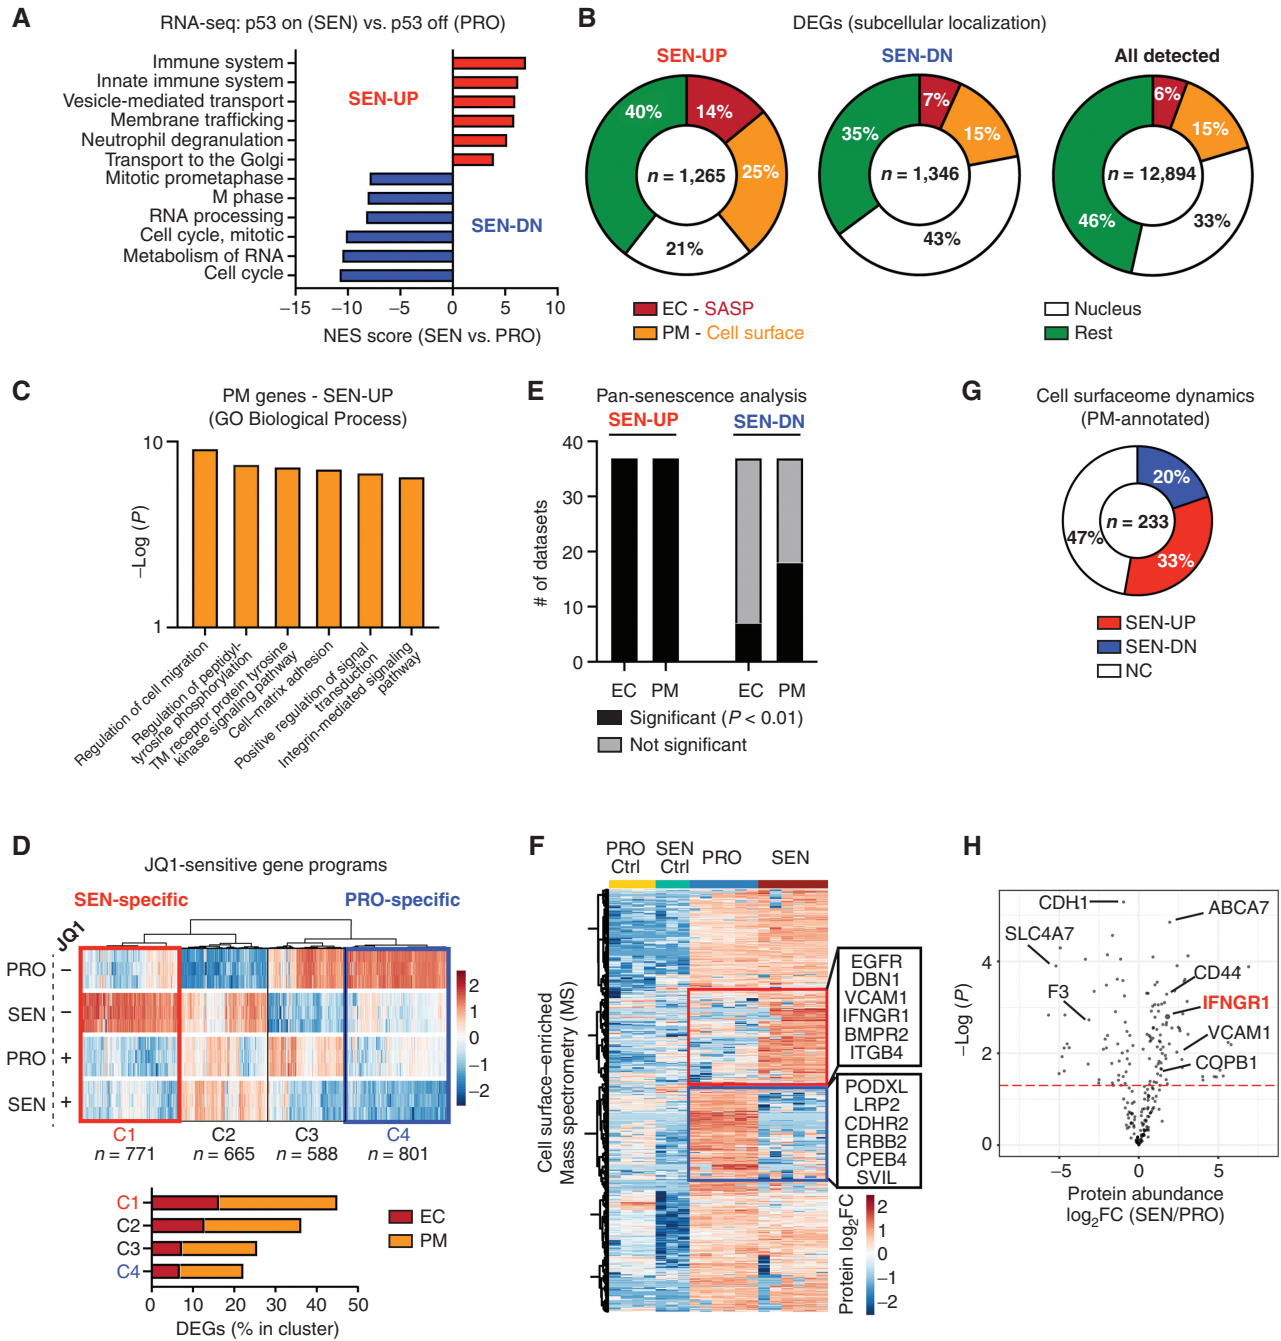 A
RNA-seq: p53 on (SEN) vs. p53 off (PRO)
Immune system
Innate immune system
Vesicle-mediated transport
Membrane trafficking
Neutrophil degranulation
Transport to the Golgi
Mitotic prometaphase
M phase
RNA processing
Cell cycle, mitotic
Metabolism of RNA
Cell cycle
SEN-UP
SEN-DN
−15 −10 −5 0 5 10
NES score (SEN vs. PRO)
B
DEGs (subcellular localization)
SEN-UP
40% 14%
25%
21%
n = 1,265
SEN-DN
7%
15%
35%
43%
n = 1,346
All detected
6%
15%
46%
33%
n = 12,894
EC - SASP
PM - Cell surface
Nucleus
Rest
C
PM genes - SEN-UP
(GO Biological Process)
10
1
−Log (P)
Regulation of cell migration
Regulation of peptidyl-
tyrosine phosphorylation
TM receptor protein tyrosine
kinase signaling pathway
Cell–matrix adhesion
Positive regulation of signal
transduction
Integrin-mediated signaling
pathway
E
Pan-senescence analysis
SEN-UP SEN-DN
40
30
20
10
0
# of datasets
EC PM EC PM
Significant (P < 0.01)
Not significant
G
Cell surfaceome dynamics
(PM-annotated)
20%
47%
33%
n = 233
SEN-UP
SEN-DN
NC
D
JQ1-sensitive gene programs
SEN-specific PRO-specific
JQ1
PRO −
SEN −
PRO +
SEN +
2
1
0
−1
−2
C1 C2 C3 C4
n = 771 n = 665 n = 588 n = 801
C1
C2
C3
C4
EC
PM
0 10 20 30 40 50
DEGs (% in cluster)
F
PRO
Ctrl
SEN
Ctrl
PRO
SEN
Cell surface–enriched
Mass spectrometry (MS)
EGFR
DBN1
VCAM1
IFNGR1
BMPR2
ITGB4
PODXL
LRP2
CDHR2
ERBB2
CPEB4
SVIL
Protein log2FC
2
1
0
−1
−2
H
CDH1
ABCA7
SLC4A7
CD44
F3
IFNGR1
VCAM1
COPB1
4
2
0
−Log (P)
−5 0 5
Protein abundance
log2FC (SEN/PRO)